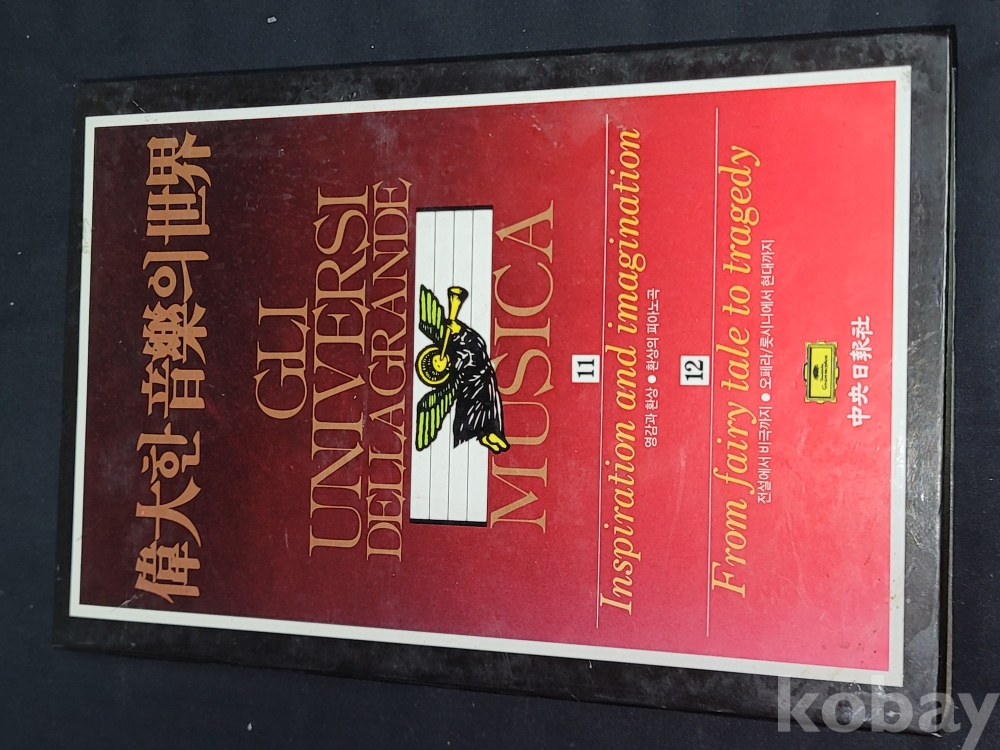 偉大한 音樂의 世界
GLI
UNIVERSI
DELLA GRANDE
MUSICA
11
Inspiration and imagination
영감과 환상 ● 환상의 피아노곡
12
From fairy tale to tragedy
전설에서 비극까지 ● 오페라/롯시니에서 현대까지
中央日報社
kobay